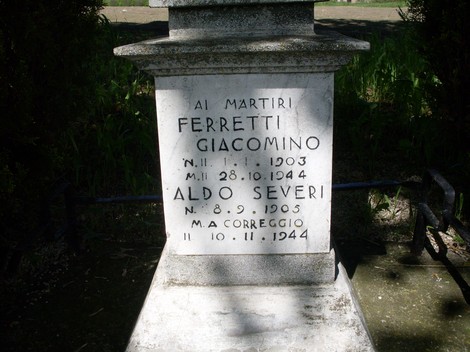 AI MARTIRI
FERRETTI
GIACOMINO
N.IL 1.1.1903
M.IL 28.10.1944
ALDO SEVERI
N. 8.9.1905
M.A CORREGGIO
IL 10.11.1944